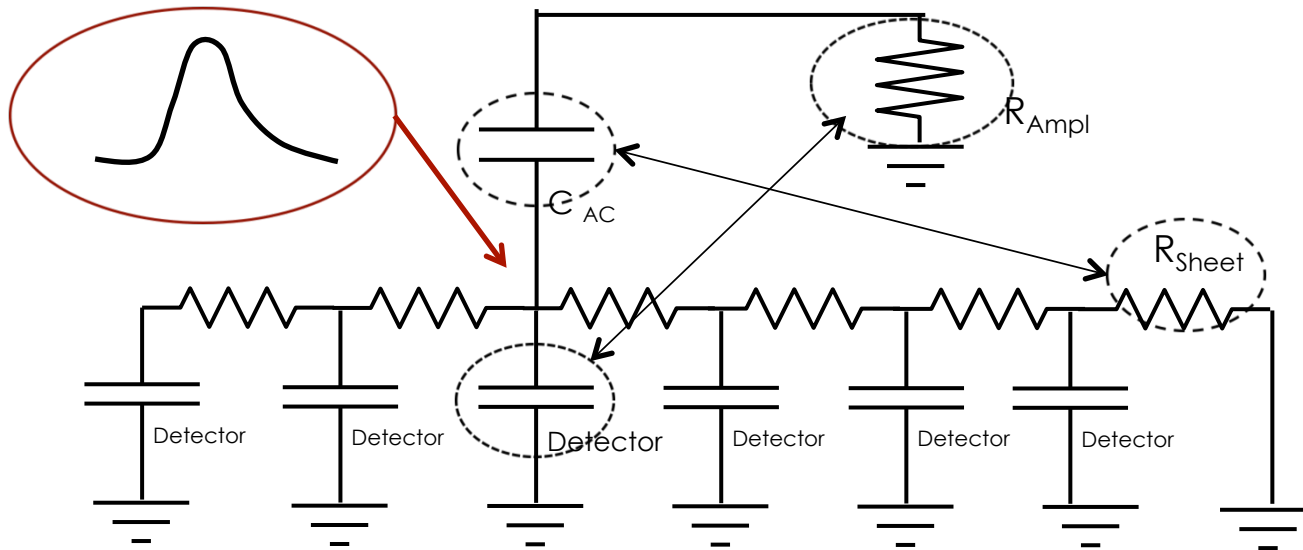 R Ampl
C AC
R Sheet
Detector
Detector
Detector
Detector
Detector
Detector